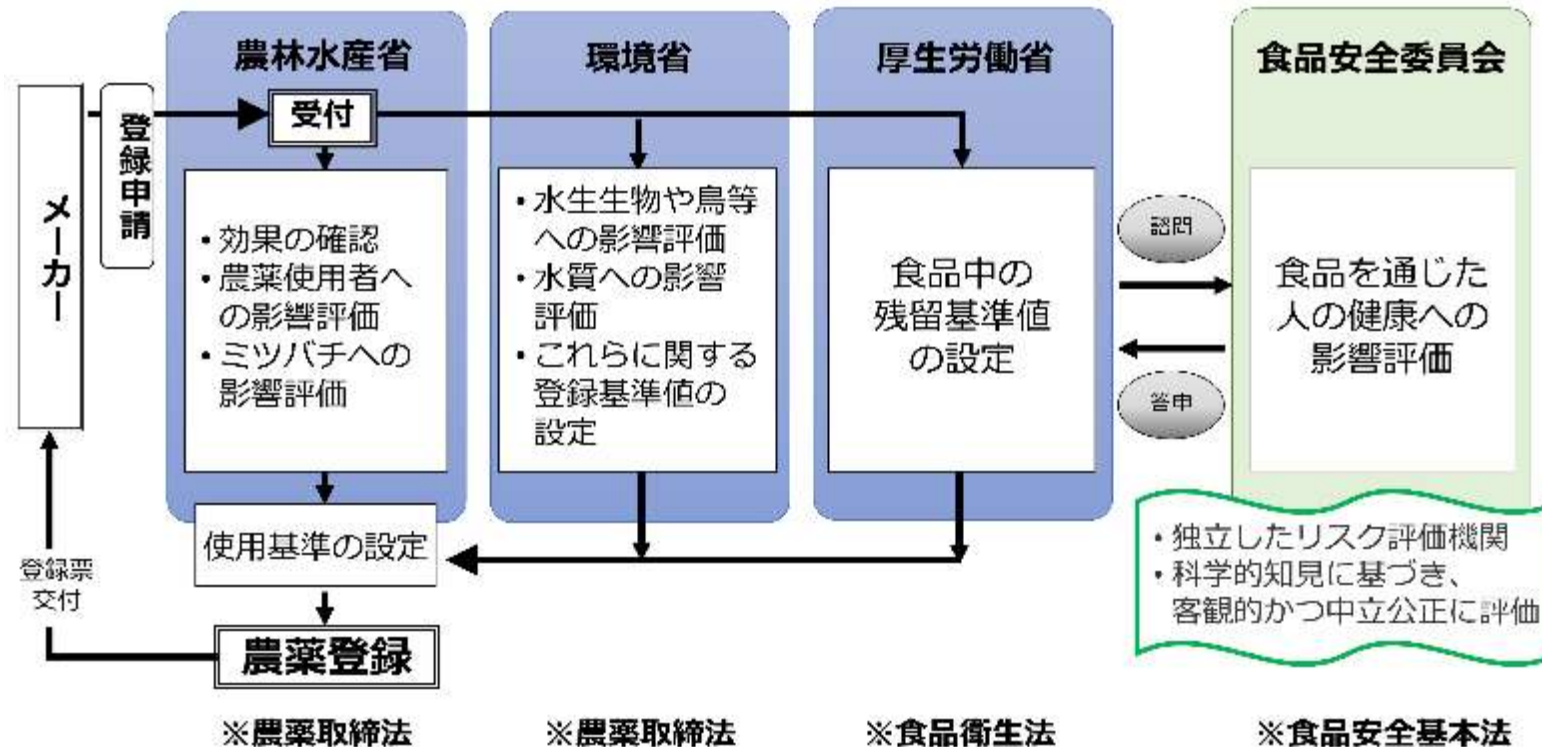 農林水産省
環境省
厚生労働省
食品安全委員会
メーカー
登録申請
受付
・効果の確認
・農薬使用者へ
の影響評価
・ミツバチへの
影響評価
・水生生物や鳥等
への影響評価
・水質への影響
評価
・これらに関する
登録基準値の
設定
食品中の
残留基準値
の設定
諮問
答申
食品を通じた
人の健康への
影響評価
使用基準の設定
・独立したリスク評価機関
・科学的知見に基づき、
客観的かつ中立公正に評価
登録票
交付
農薬登録
※農薬取締法
※農薬取締法
※食品衛生法
※食品安全基本法